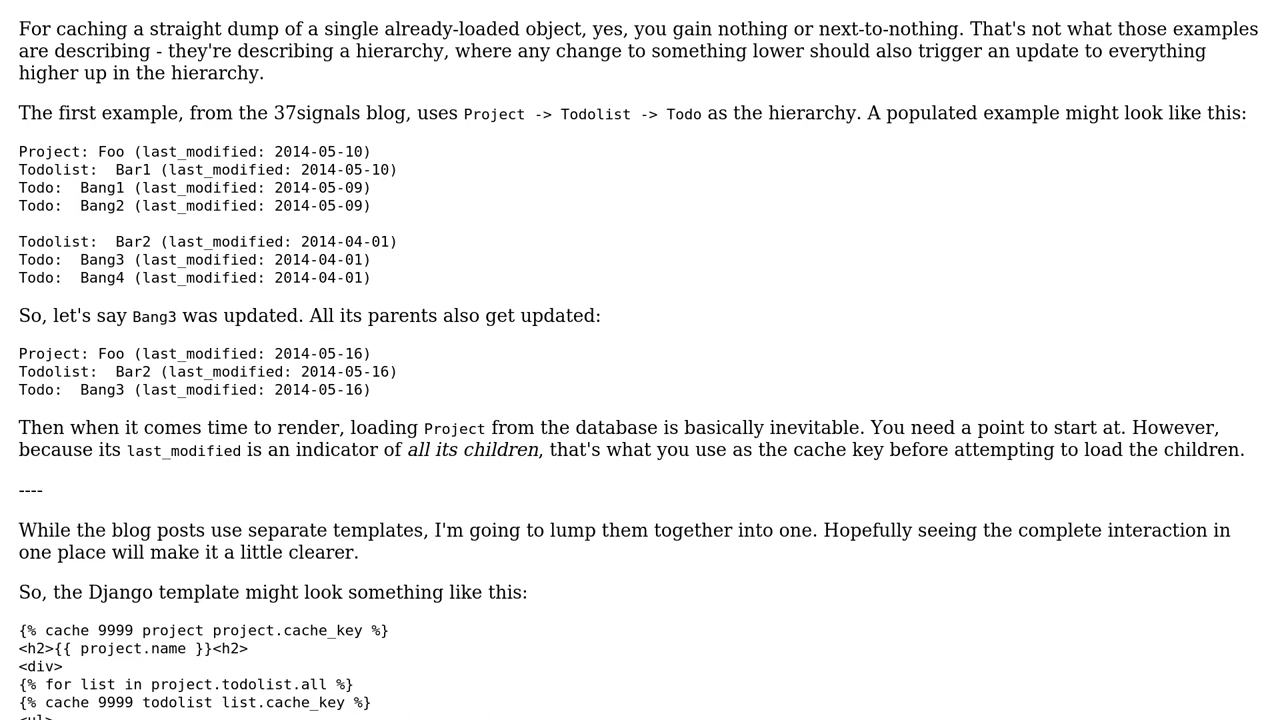 For caching a straight dump of a single already-loaded object, yes, you gain nothing or next-to-nothing. That's not what those examples
are describing - they're describing a hierarchy, where any change to something lower should also trigger an update to everything
higher up in the hierarchy.
The first example, from the 37signals blog, uses Project -> Todolist -> Todo as the hierarchy. A populated example might look like this:
Project: Foo (last_modified: 2014-05-10)
Todolist:  Bar1 (last_modified: 2014-05-10)
Todo:  Bang1 (last_modified: 2014-05-09)
Todo:  Bang2 (last_modified: 2014-05-09)
Todolist:  Bar2 (last_modified: 2014-04-01)
Todo:  Bang3 (last_modified: 2014-04-01)
Todo:  Bang4 (last_modified: 2014-04-01)
So, let's say Bang3 was updated. All its parents also get updated:
Project: Foo (last_modified: 2014-05-16)
Todolist:  Bar2 (last_modified: 2014-05-16)
Todo:  Bang3 (last_modified: 2014-05-16)
Then when it comes time to render, loading Project from the database is basically inevitable. You need a point to start at. However,
because its last_modified is an indicator of all its children, that's what you use as the cache key before attempting to load the children.
----
While the blog posts use separate templates, I'm going to lump them together into one. Hopefully seeing the complete interaction in
one place will make it a little clearer.
So, the Django template might look something like this:
{% cache 9999 project project.cache_key %}
<h2>{{ project.name }}<h2>
<div>
{% for list in project.todolist.all %}
{% cache 9999 todolist list.cache_key %}
<ul>